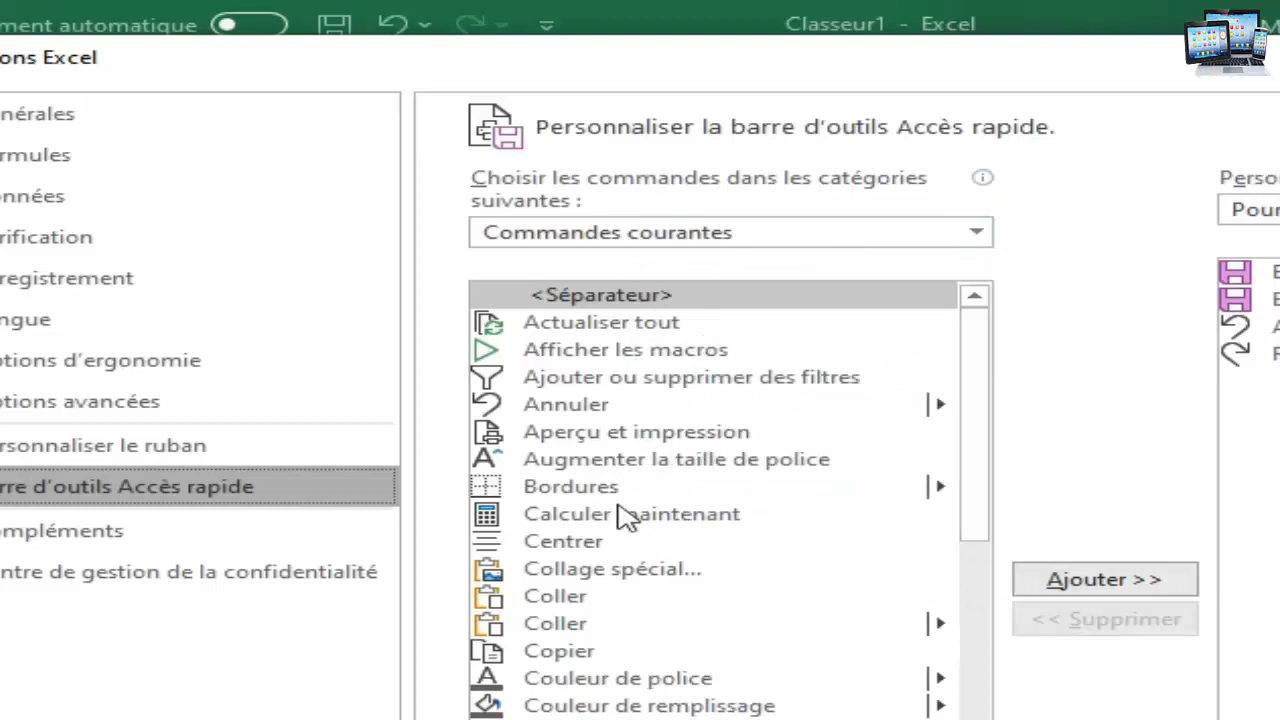 ment automatique
Classeur1 - Excel
ons Excel
nérales
rmules
nnées
rification
registrement
ngue
tions d'ergonomie
tions avancées
rsonnaliser le ruban
rre d'outils Accès rapide
mpléments
ntre de gestion de la confidentialité
Personnaliser la barre d'outils Accès rapide.
Choisir les commandes dans les catégories
suivantes :
Commandes courantes
<Séparateur>
Actualiser tout
Afficher les macros
Ajouter ou supprimer des filtres
Annuler
Aperçu et impression
Augmenter la taille de police
Bordures
Calculer maintenant
Centrer
Collage spécial...
Coller
Coller
Copier
Couleur de police
Couleur de remplissage
Ajouter >>
<< Supprimer
Perso
Pour